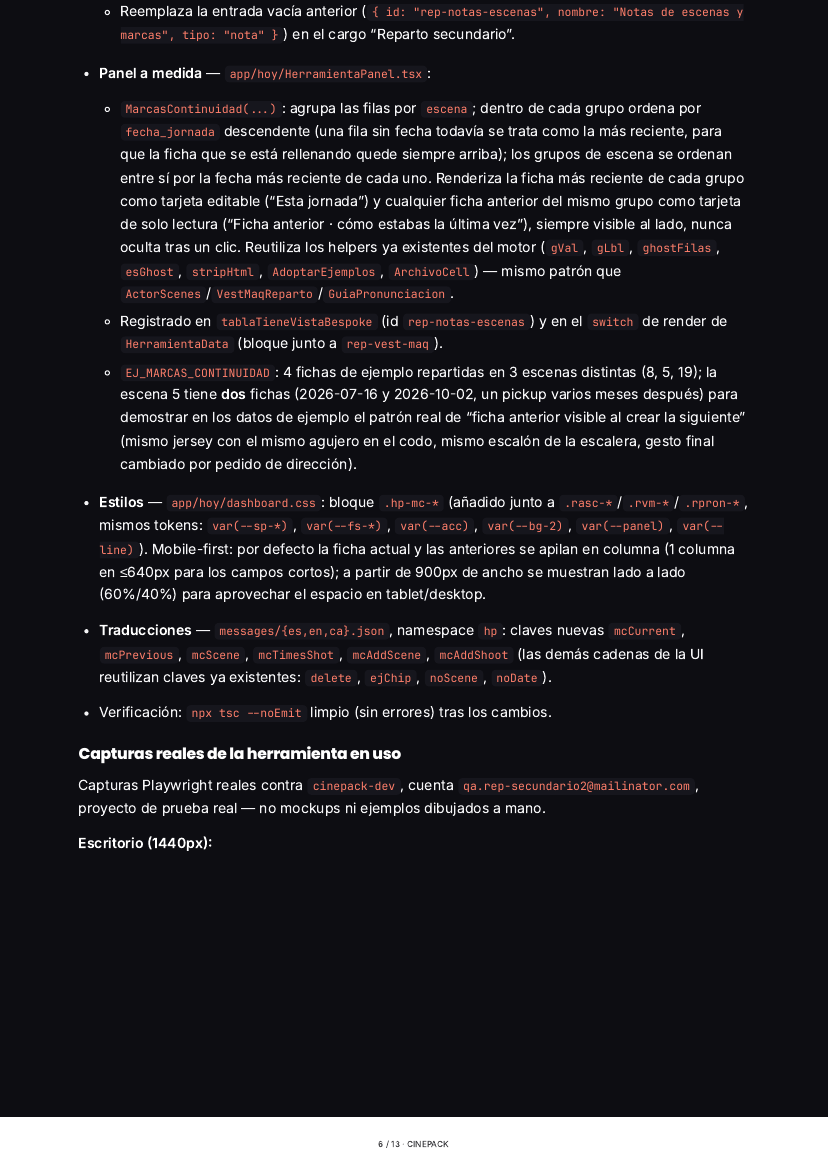 Reemplaza la entrada vacía anterior ( { id: "rep-notas-escenas", nombre: "Notas de escenas y
marcas", tipo: "nota" } ) en el cargo “Reparto secundario”.
Panel a medida — app/hoy/HerramientaPanel.tsx :
MarcasContinuidad(...) : agrupa las filas por escena ; dentro de cada grupo ordena por
fecha_jornada descendente (una fila sin fecha todavía se trata como la más reciente, para
que la ficha que se está rellenando quede siempre arriba); los grupos de escena se ordenan
entre sí por la fecha más reciente de cada uno. Renderiza la ficha más reciente de cada grupo
como tarjeta editable (“Esta jornada”) y cualquier ficha anterior del mismo grupo como tarjeta
de solo lectura (“Ficha anterior · cómo estabas la última vez”), siempre visible al lado, nunca
oculta tras un clic. Reutiliza los helpers ya existentes del motor ( gVal , gLbl , ghostFilas ,
esGhost , stripHtml , AdoptarEjemplos , ArchivoCell ) — mismo patrón que
ActorScenes / VestMaqReparto / GuiaPronunciacion .
Registrado en tablaTieneVistaBespoke (id rep-notas-escenas ) y en el switch de render de
HerramientaData (bloque junto a rep-vest-maq ).
EJ_MARCAS_CONTINUIDAD : 4 fichas de ejemplo repartidas en 3 escenas distintas (8, 5, 19); la
escena 5 tiene dos fichas (2026-07-16 y 2026-10-02, un pickup varios meses después) para
demostrar en los datos de ejemplo el patrón real de “ficha anterior visible al crear la siguiente”
(mismo jersey con el mismo agujero en el codo, mismo escalón de la escalera, gesto final
cambiado por pedido de dirección).
Estilos — app/hoy/dashboard.css : bloque .hp-mc-* (añadido junto a .rasc-* / .rvm-* / .rpron-* ,
mismos tokens: var(--sp-*) , var(--fs-*) , var(--acc) , var(--bg-2) , var(--panel) , var(--
line) ). Mobile-first: por defecto la ficha actual y las anteriores se apilan en columna (1 columna
en ≤640px para los campos cortos); a partir de 900px de ancho se muestran lado a lado
(60%/40%) para aprovechar el espacio en tablet/desktop.
Traducciones — messages/{es,en,ca}.json , namespace hp : claves nuevas mcCurrent ,
mcPrevious , mcScene , mcTimesShot , mcAddScene , mcAddShoot (las demás cadenas de la UI
reutilizan claves ya existentes: delete , ejChip , noScene , noDate ).
Verificación: npx tsc --noEmit limpio (sin errores) tras los cambios.
Capturas reales de la herramienta en uso
Capturas Playwright reales contra cinepack-dev , cuenta qa.rep-secundario2@mailinator.com ,
proyecto de prueba real — no mockups ni ejemplos dibujados a mano.
Escritorio (1440px):
6 / 13 · CINEPACK